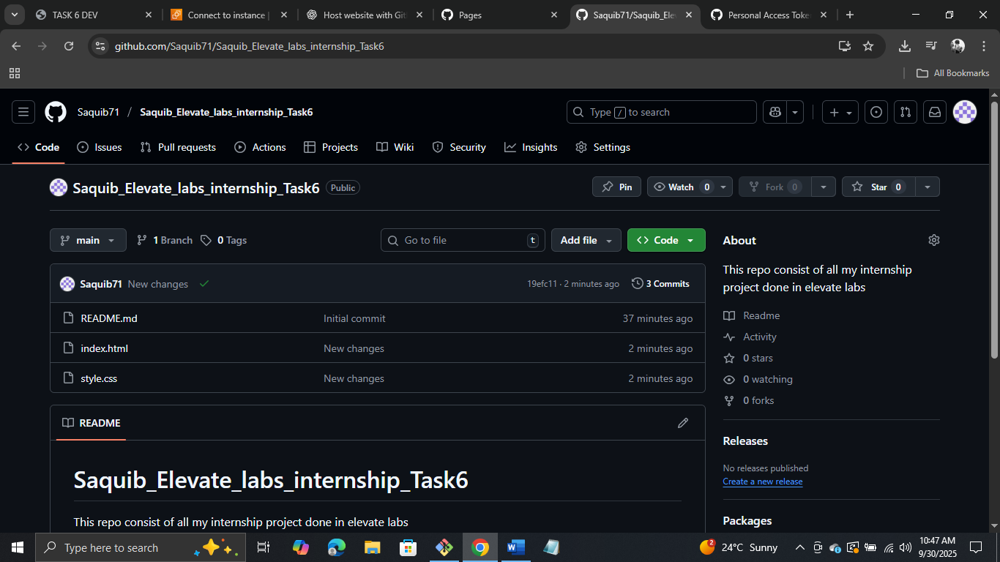 TASK 6 DEV
Connect to instance |
Host website with Git
Pages
Saquib71/Saquib_Ele
Personal Access Toke
github.com/Saquib71/Saquib_Elevate_labs_internship_Task6
All Bookmarks
Saquib71 / Saquib_Elevate_labs_internship_Task6
Type / to search
Code Issues Pull requests Actions Projects Wiki Security Insights Settings
Saquib_Elevate_labs_internship_Task6 Public
Pin Watch 0 Fork 0 Star 0
main 1 Branch 0 Tags
Go to file t Add file Code
Saquib71 New changes 19efc11 · 2 minutes ago 3 Commits
README.md Initial commit 37 minutes ago
index.html New changes 2 minutes ago
style.css New changes 2 minutes ago
README
Saquib_Elevate_labs_internship_Task6
This repo consist of all my internship project done in elevate labs
About
This repo consist of all my internship
project done in elevate labs
Readme
Activity
0 stars
0 watching
0 forks
Releases
No releases published
Create a new release
Packages
Type here to search
2
24°C Sunny
10:47 AM
9/30/2025